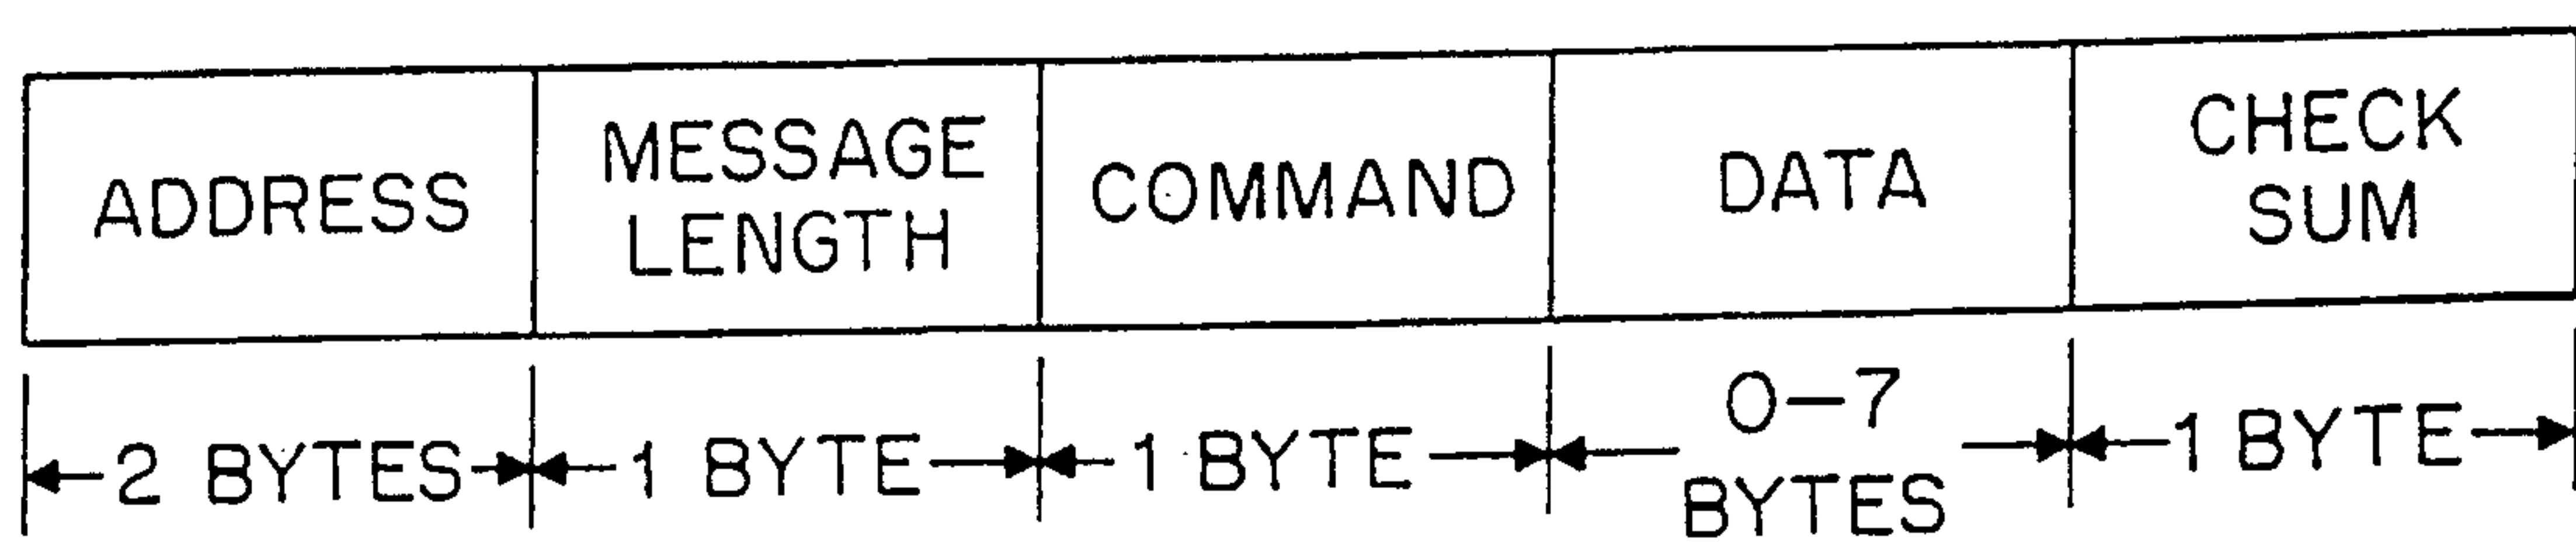 ADDRESS
MESSAGE
LENGTH
COMMAND
DATA
CHECK
SUM
2 BYTES
1 BYTE
1 BYTE
0-7
BYTES
1 BYTE